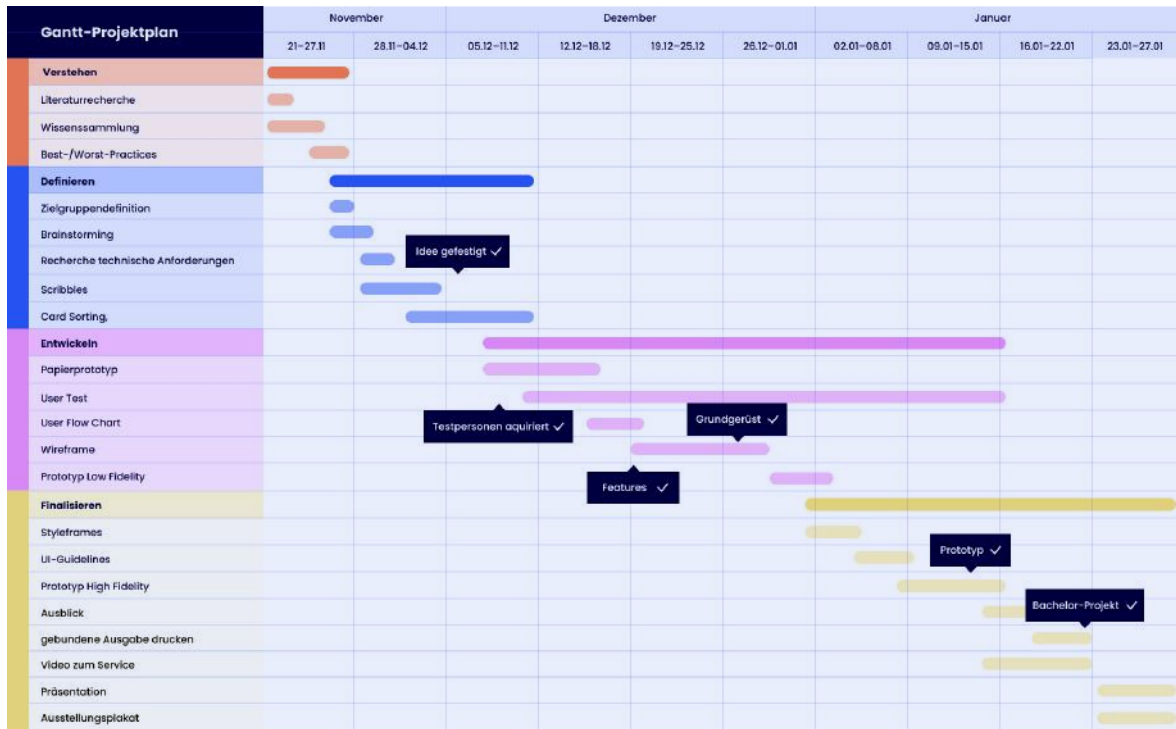 Gantt-Projektplan
November
Dezember
Januar
21-27.11
28.11-04.12
05.12-11.12
12.12-18.12
19.12-25.12
26.12-01.01
02.01-08.01
09.01-15.01
16.01-22.01
23.01-27.01
Verstehen
Literaturrecherche
Wissenssammlung
Best-/Worst-Practices
Definieren
Zielgruppendefinition
Brainstorming
Idee gefestigt ✓
Recherche technische Anforderungen
Scribbles
Card Sorting,
Entwickeln
Papierprototyp
User Test
User Flow Chart
Testpersonen aquiriert ✓
Grundgerüst ✓
Wireframe
Prototyp Low Fidelity
Features ✓
Finalisieren
Styleframes
UI-Guidelines
Prototyp ✓
Prototyp High Fidelity
Ausblick
Bachelor-Projekt ✓
gebundene Ausgabe drucken
Video zum Service
Präsentation
Ausstellungsplakat